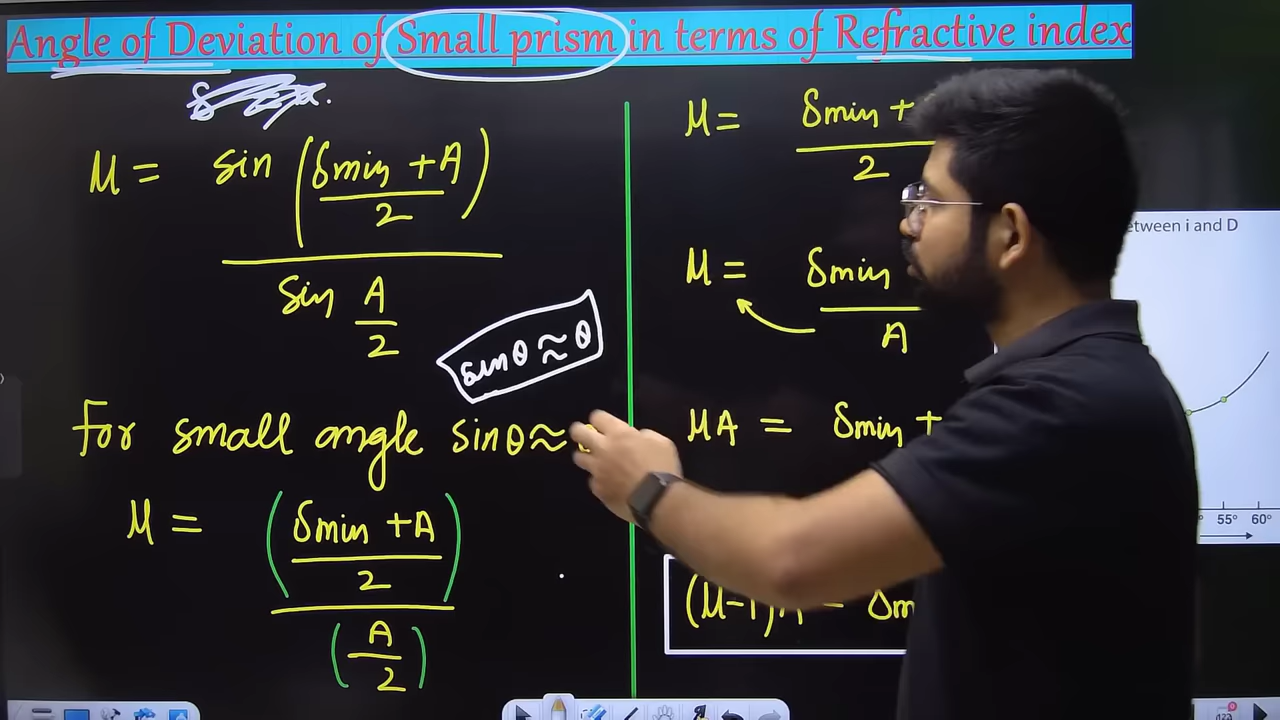 Angle of Deviation of Small prism in terms of Refractive index
μ = sin (δmin + A / 2) / sin A/2
sinθ ≈ θ
For small angle sinθ ≈
μ = (δmin + A / 2) / (A/2)
μ = δmin + / 2
μ = δmin / A
μA = δmin +
(μ-1)A = δm
etween i and D
55° 60°